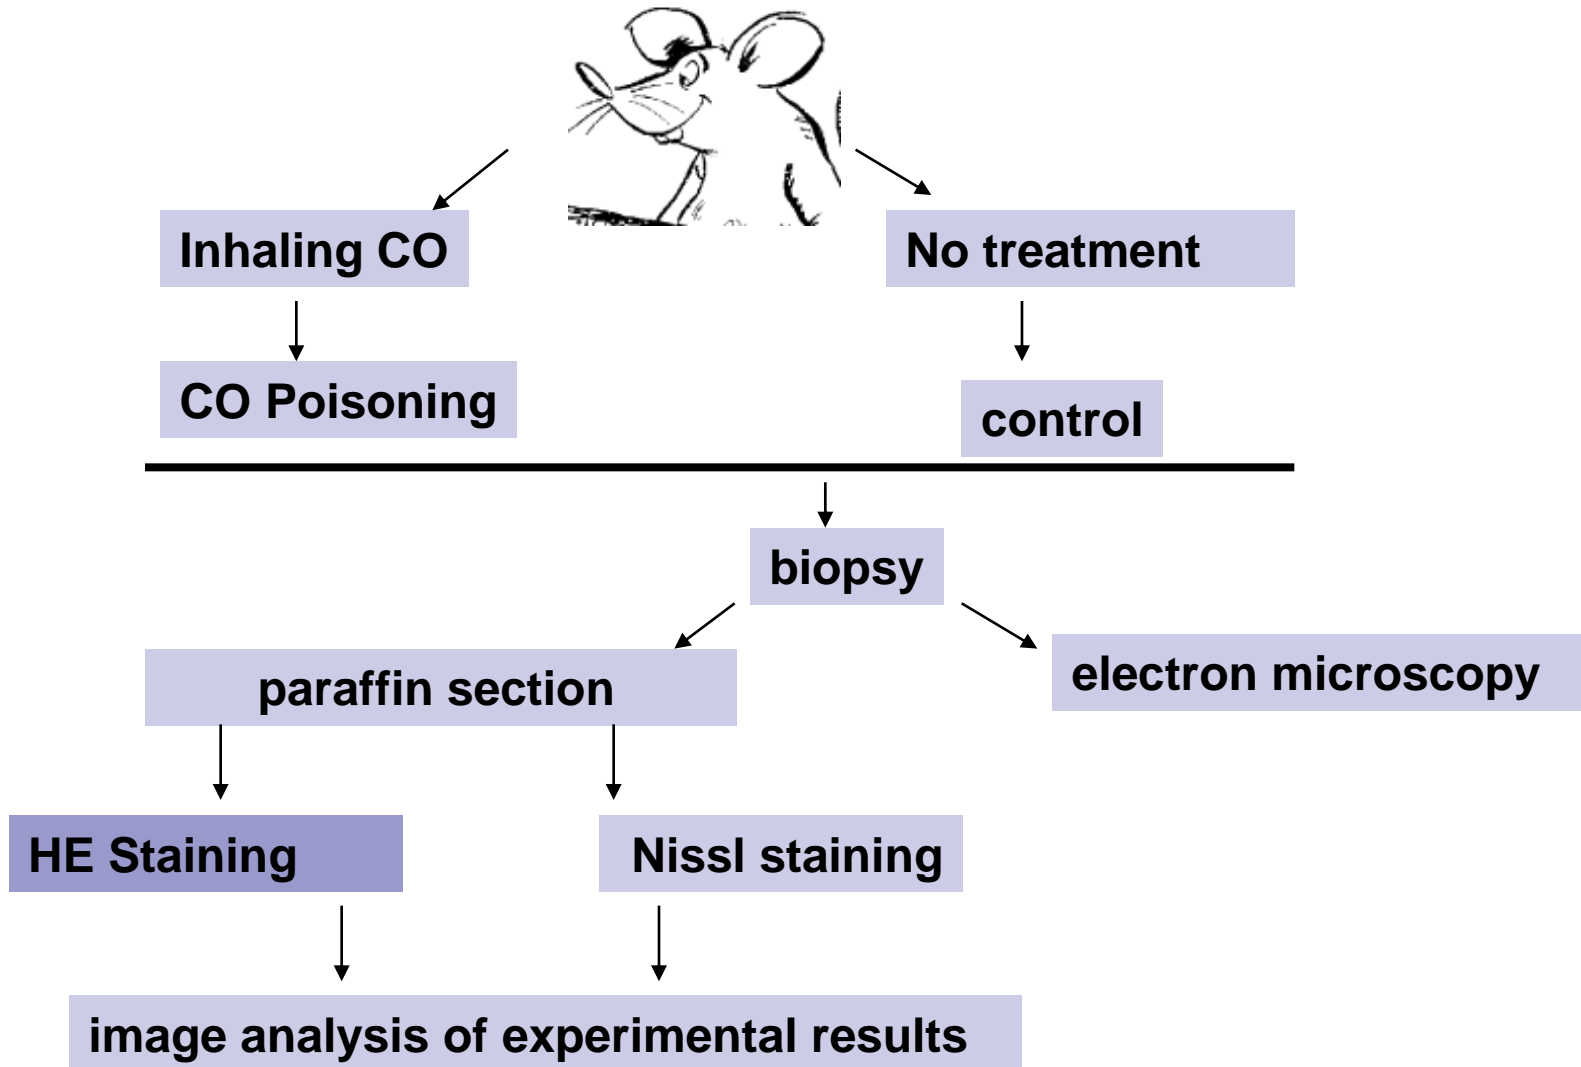 Inhaling CO
No treatment
CO Poisoning
control
biopsy
paraffin section
electron microscopy
HE Staining
Nissl staining
image analysis of experimental results